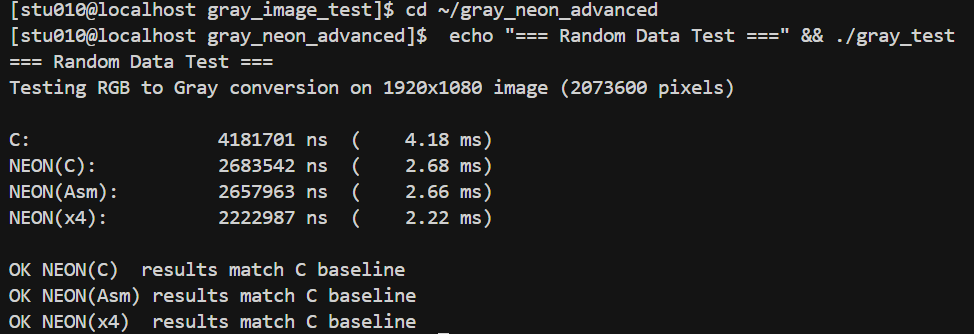 [stu010@localhost gray_image_test]$ cd ~/gray_neon_advanced
[stu010@localhost gray_neon_advanced]$  echo "=== Random Data Test ===" && ./gray_test
=== Random Data Test ===
Testing RGB to Gray conversion on 1920x1080 image (2073600 pixels)

C:                 4181701 ns  (    4.18 ms)
NEON(C):           2683542 ns  (    2.68 ms)
NEON(Asm):         2657963 ns  (    2.66 ms)
NEON(x4):          2222987 ns  (    2.22 ms)

OK NEON(C)  results match C baseline
OK NEON(Asm) results match C baseline
OK NEON(x4)  results match C baseline